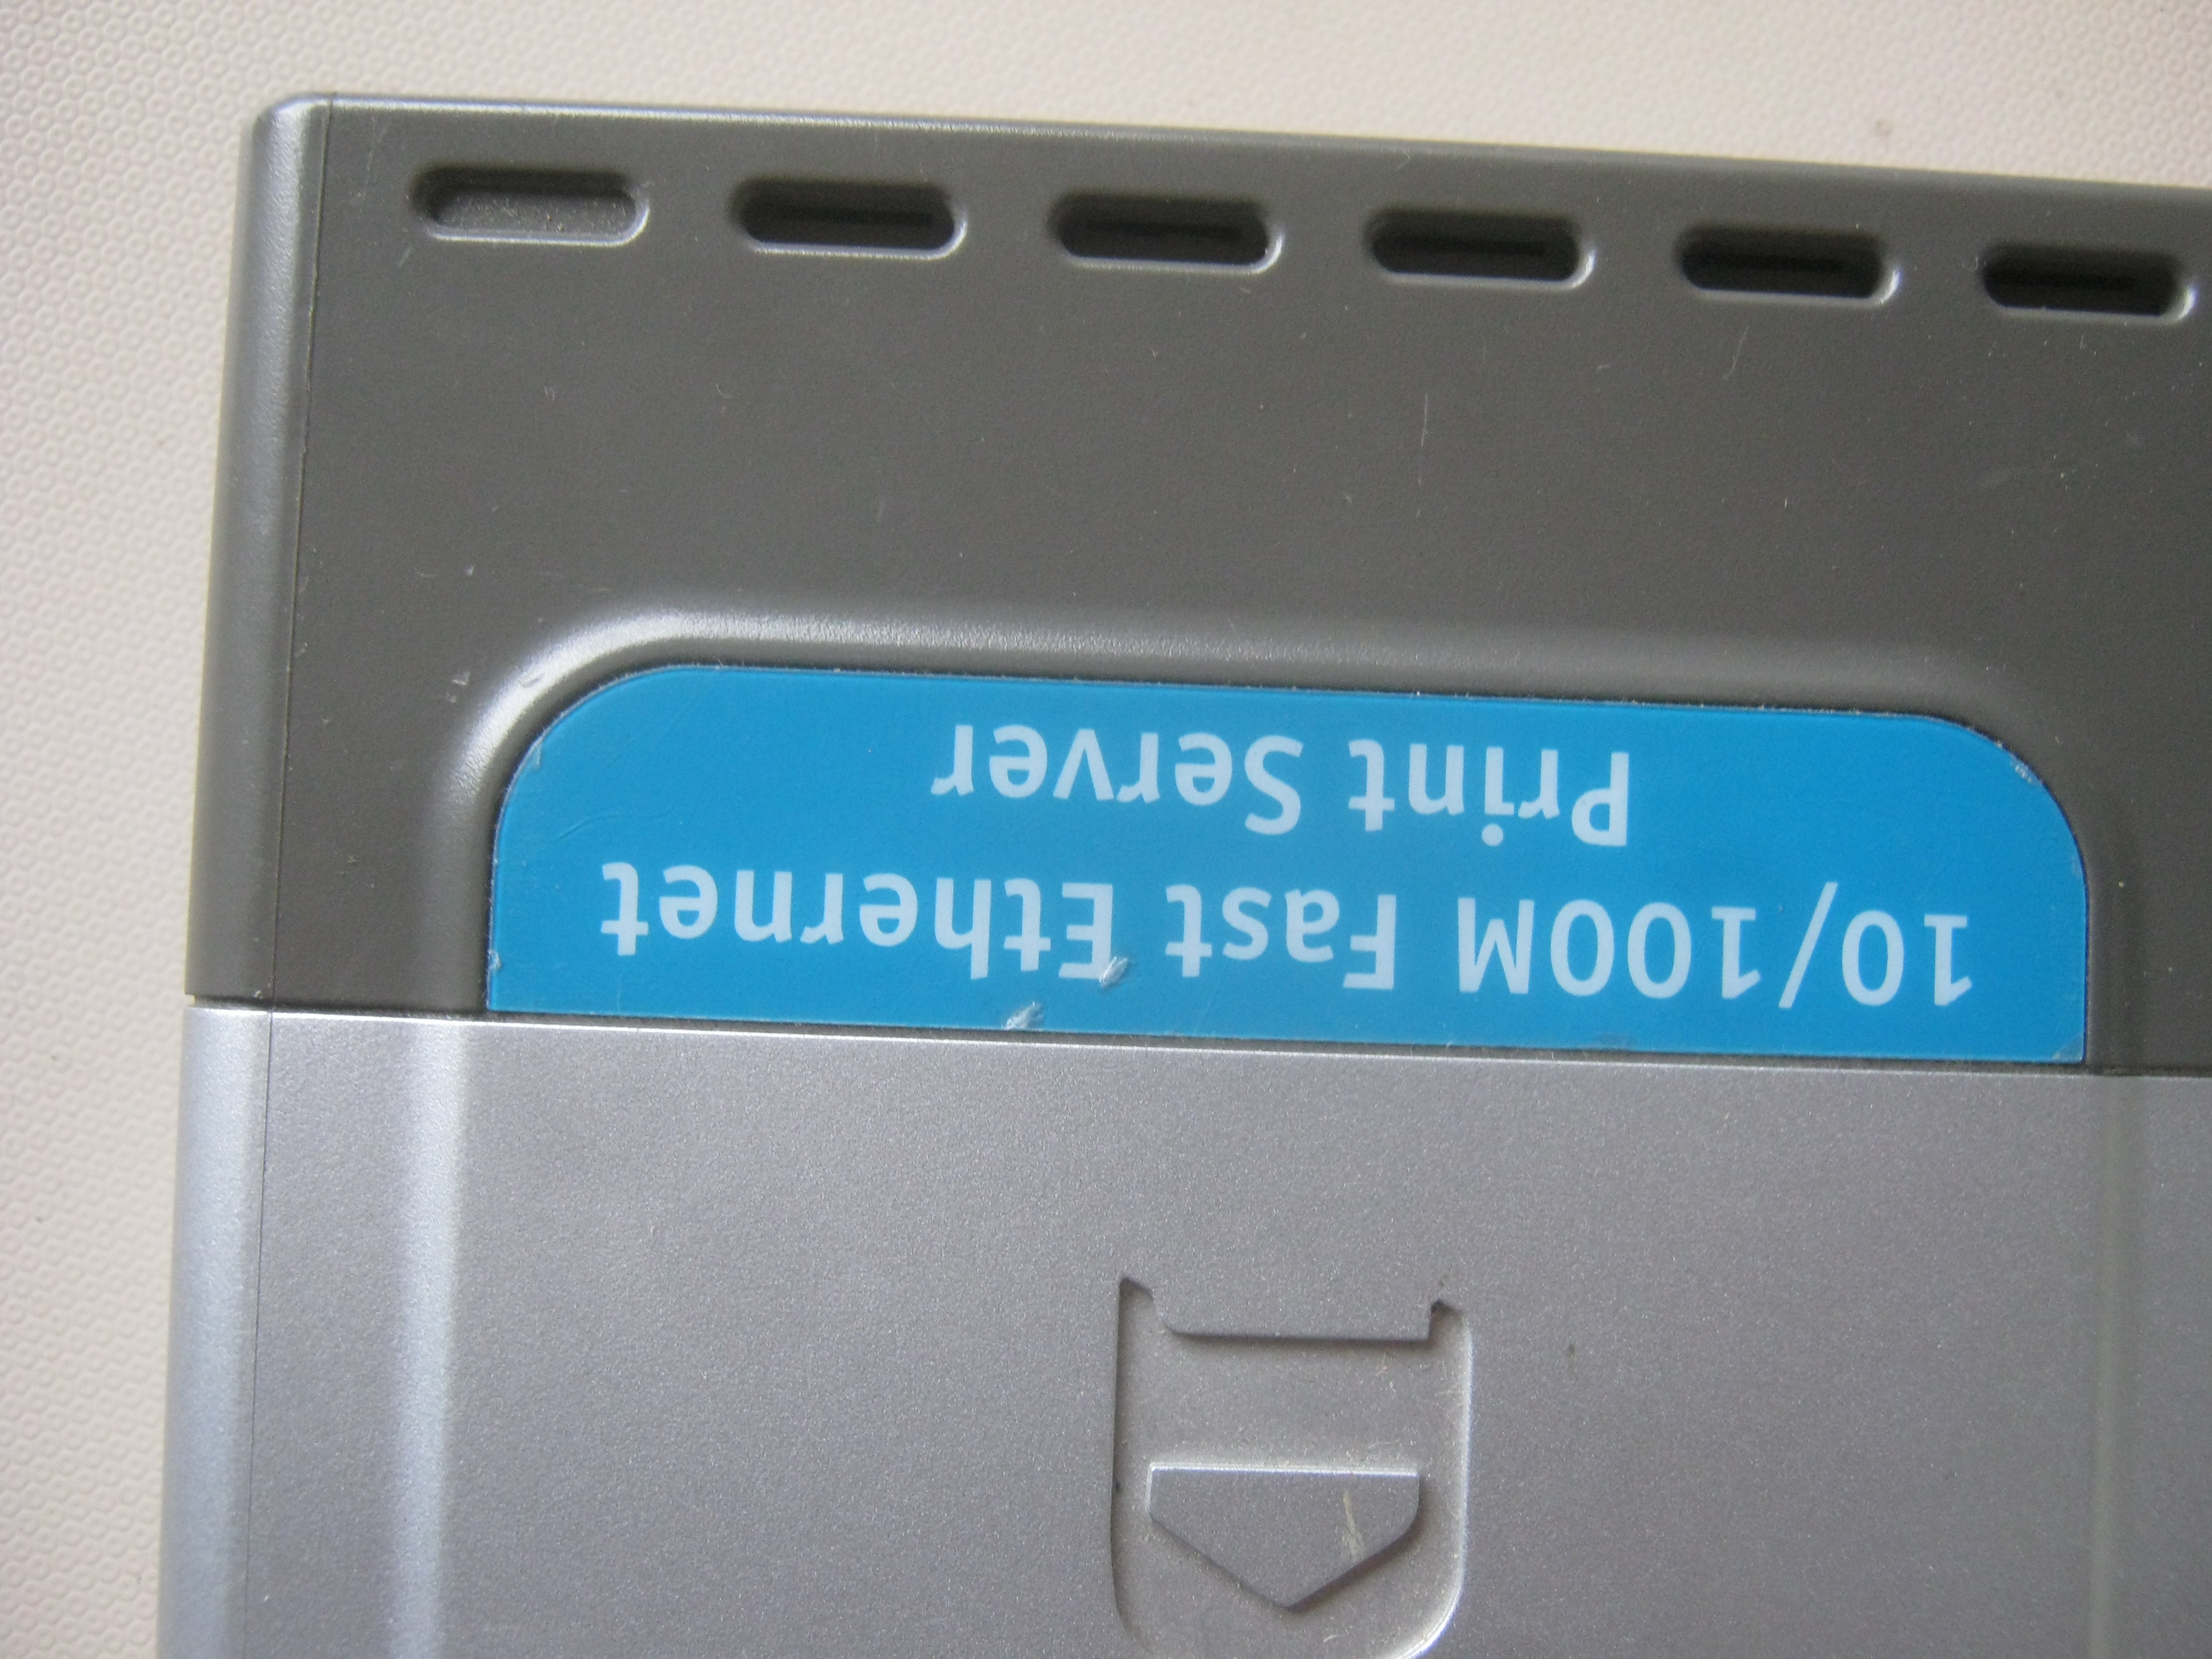 10/100M Fast Ethernet
Print Server